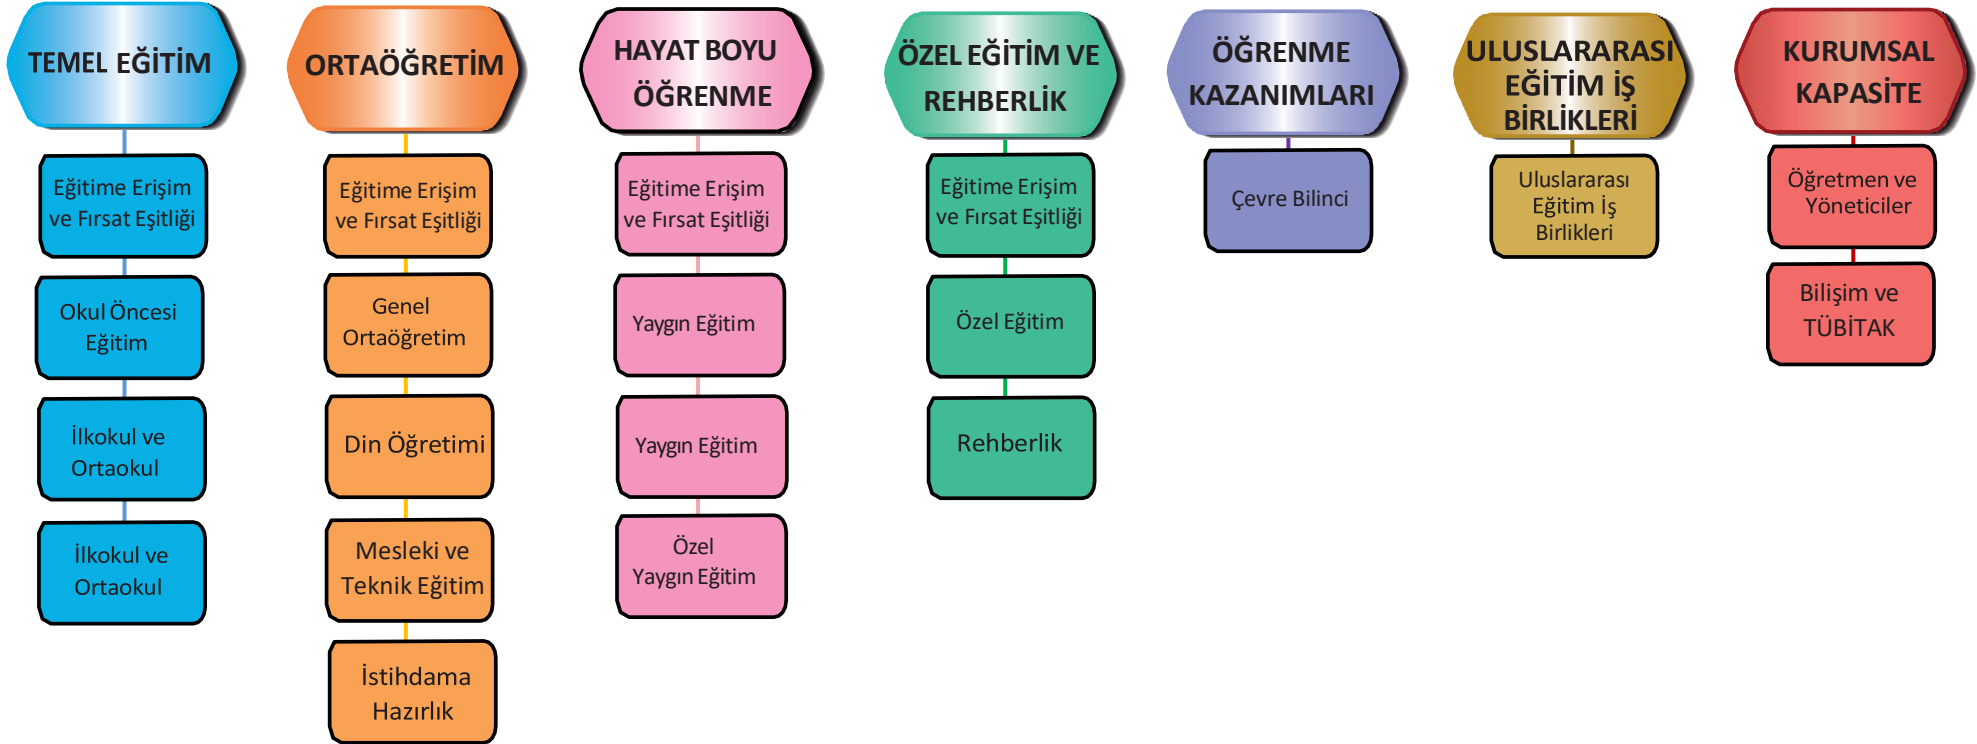 TEMEL EĞİTİM
Eğitime Erişim
ve Fırsat Eşitliği
Okul Öncesi
Eğitim
İlkokul ve
Ortaokul
İlkokul ve
Ortaokul
ORTAÖĞRETİM
Eğitime Erişim
ve Fırsat Eşitliği
Genel
Ortaöğretim
Din Öğretimi
Mesleki ve
Teknik Eğitim
İstihdama
Hazırlık
HAYAT BOYU
ÖĞRENME
Eğitime Erişim
ve Fırsat Eşitliği
Yaygın Eğitim
Yaygın Eğitim
Özel
Yaygın Eğitim
ÖZEL EĞİTİM VE
REHBERLİK
Eğitime Erişim
ve Fırsat Eşitliği
Özel Eğitim
Rehberlik
ÖĞRENME
KAZANIMLARI
Çevre Bilinci
ULUSLARARASI
EĞİTİM İŞ
BİRLİKLERİ
Uluslararası
Eğitim İş
Birlikleri
KURUMSAL
KAPASİTE
Öğretmen ve
Yöneticiler
Bilişim ve
TÜBİTAK